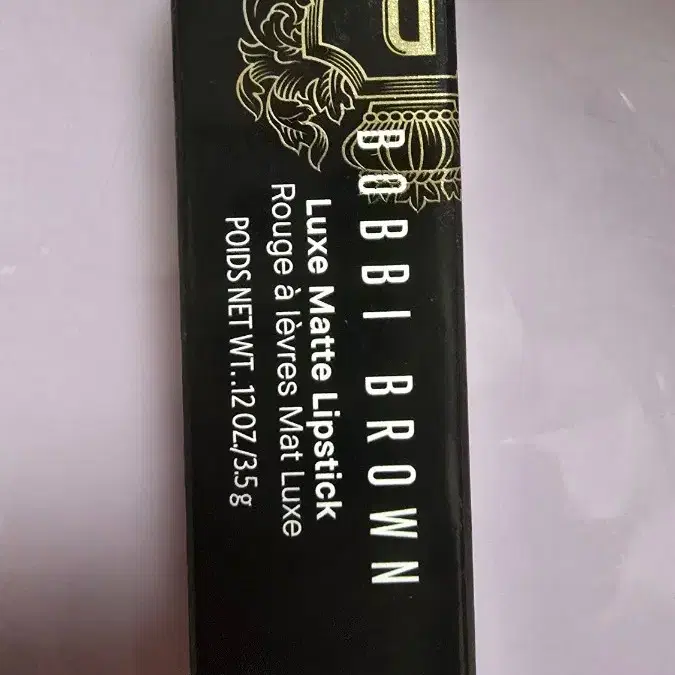 BOBBI BROWN
Luxe Matte Lipstick
Rouge à lèvres Mat Luxe
POIDS NET WT. .12 OZ./3.5 g